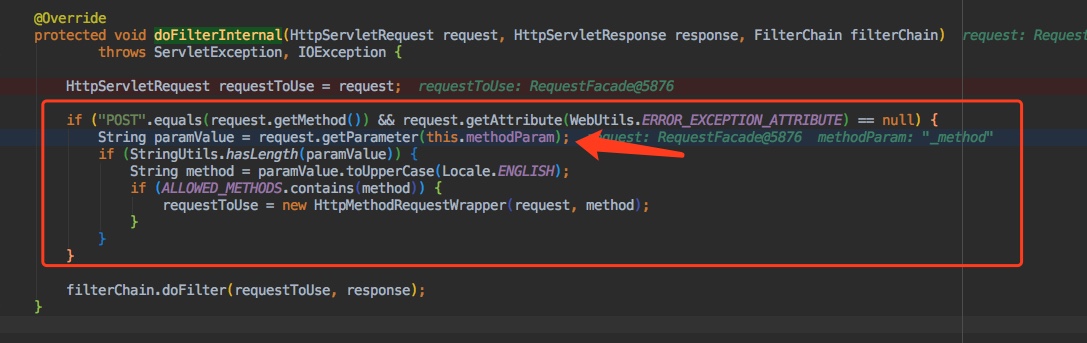 @Override
protected void doFilterInternal(HttpServletRequest request, HttpServletResponse response, FilterChain filterChain) request: Request
throws ServletException, IOException {
HttpServletRequest requestToUse = request; requestToUse: RequestFacade@5876
if ("POST".equals(request.getMethod()) && request.getAttribute(WebUtils.ERROR_EXCEPTION_ATTRIBUTE) == null) {
String paramValue = request.getParameter(this.methodParam); quest: RequestFacade@5876 methodParam: "_method"
if (StringUtils.hasLength(paramValue)) {
String method = paramValue.toUpperCase(Locale.ENGLISH);
if (ALLOWED_METHODS.contains(method)) {
requestToUse = new HttpMethodRequestWrapper(request, method);
}
}
}
filterChain.doFilter(requestToUse, response);
}